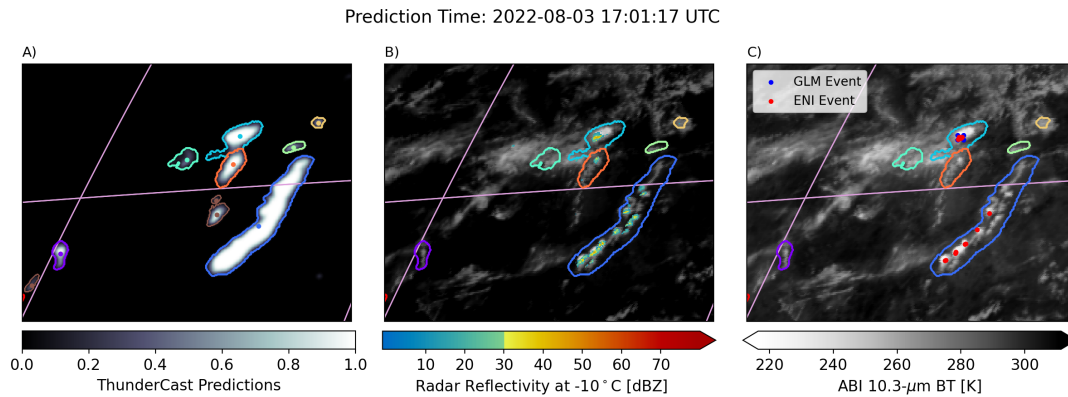 Prediction Time: 2022-08-03 17:01:17 UTC
A)
B)
C)
GLM Event
ENI Event
0.0 0.2 0.4 0.6 0.8 1.0
ThunderCast Predictions
10 20 30 40 50 60 70
Radar Reflectivity at -10°C [dBZ]
220 240 260 280 300
ABI 10.3-μm BT [K]